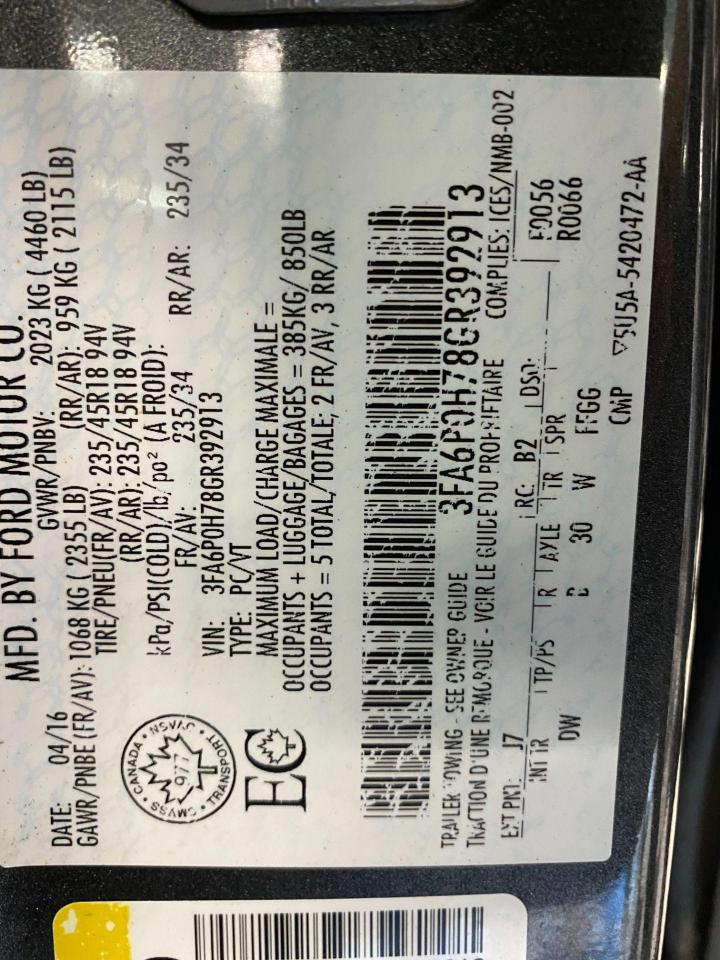 MFD. BY FORD MOTOR CO.
DATE: 04/16 GVWR/PNBV: 2023 KG ( 4460 LB)
GAWR/PNBE (FR/AV): 1068 KG ( 2355 LB) (RR/AR): 959 KG ( 2115 LB)
TIRE/PNEU(FR/AV): 235/45R18 94V
(RR/AR): 235/45R18 94V
kPa/PSI(COLD)/lb/po² (A FROID):
FR/AV: 235/34 RR/AR: 235/34
VIN: 3FA6P0H78GR392913
TYPE: PC/VT
MAXIMUM LOAD/CHARGE MAXIMALE =
OCCUPANTS + LUGGAGE/BAGAGES = 385KG/ 850LB
OCCUPANTS = 5 TOTAL/TOTALE; 2 FR/AV, 3 RR/AR
CANADA
CMVSS • NSVAC
977
TRANSPORT
EC
3FA6P0H78GR392913
TRAILER TOWING - SEE OWNER GUIDE
TRACTION D'UNE REMORQUE - VOIR LE GUIDE DU PROPRIETAIRE COMPLIES: ICES/NMB-002
EXT PNT: J7 RC: B2 DSO:
INT TR TP/PS R AXLE TR SPR F0056
DW B 30 W FFGG R0066
CMP ▽5U5A-5420472-AA